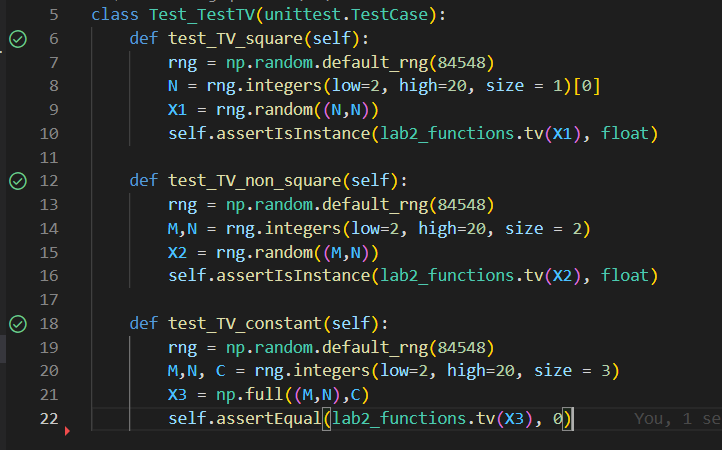 5 class Test_TestTV(unittest.TestCase):
6 def test_TV_square(self):
7 rng = np.random.default_rng(84548)
8 N = rng.integers(low=2, high=20, size = 1)[0]
9 X1 = rng.random((N,N))
10 self.assertIsInstance(lab2_functions.tv(X1), float)
11
12 def test_TV_non_square(self):
13 rng = np.random.default_rng(84548)
14 M,N = rng.integers(low=2, high=20, size = 2)
15 X2 = rng.random((M,N))
16 self.assertIsInstance(lab2_functions.tv(X2), float)
17
18 def test_TV_constant(self):
19 rng = np.random.default_rng(84548)
20 M,N, C = rng.integers(low=2, high=20, size = 3)
21 X3 = np.full((M,N),C)
22 self.assertEqual(lab2_functions.tv(X3), 0) You, 1 se